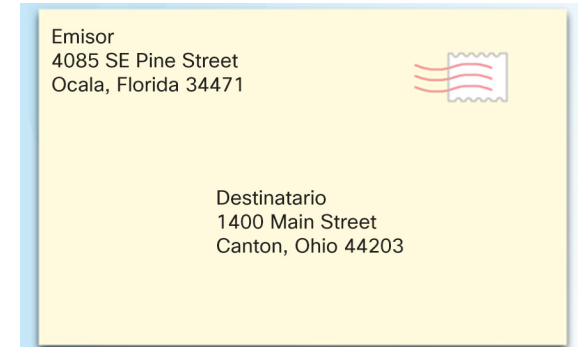 Emisor
4085 SE Pine Street
Ocala, Florida 34471
Destinatario
1400 Main Street
Canton, Ohio 44203